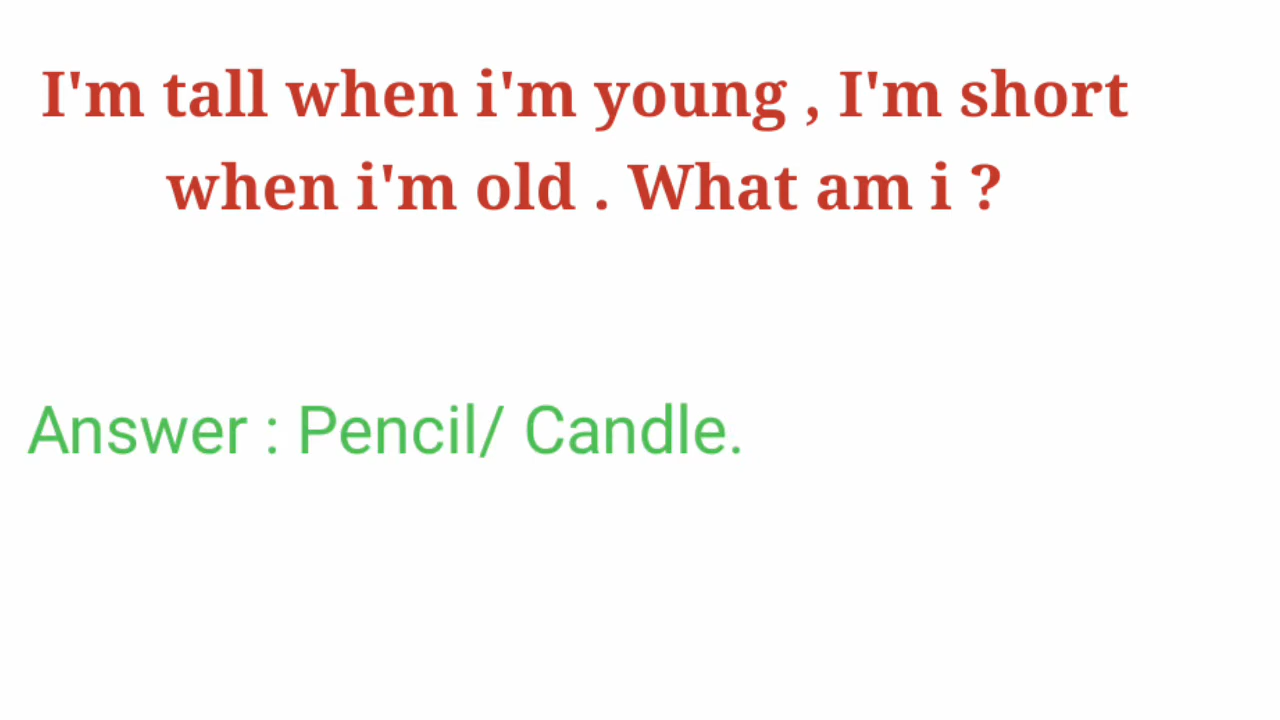 I'm tall when i'm young , I'm short
when i'm old . What am i ?
Answer : Pencil/ Candle.